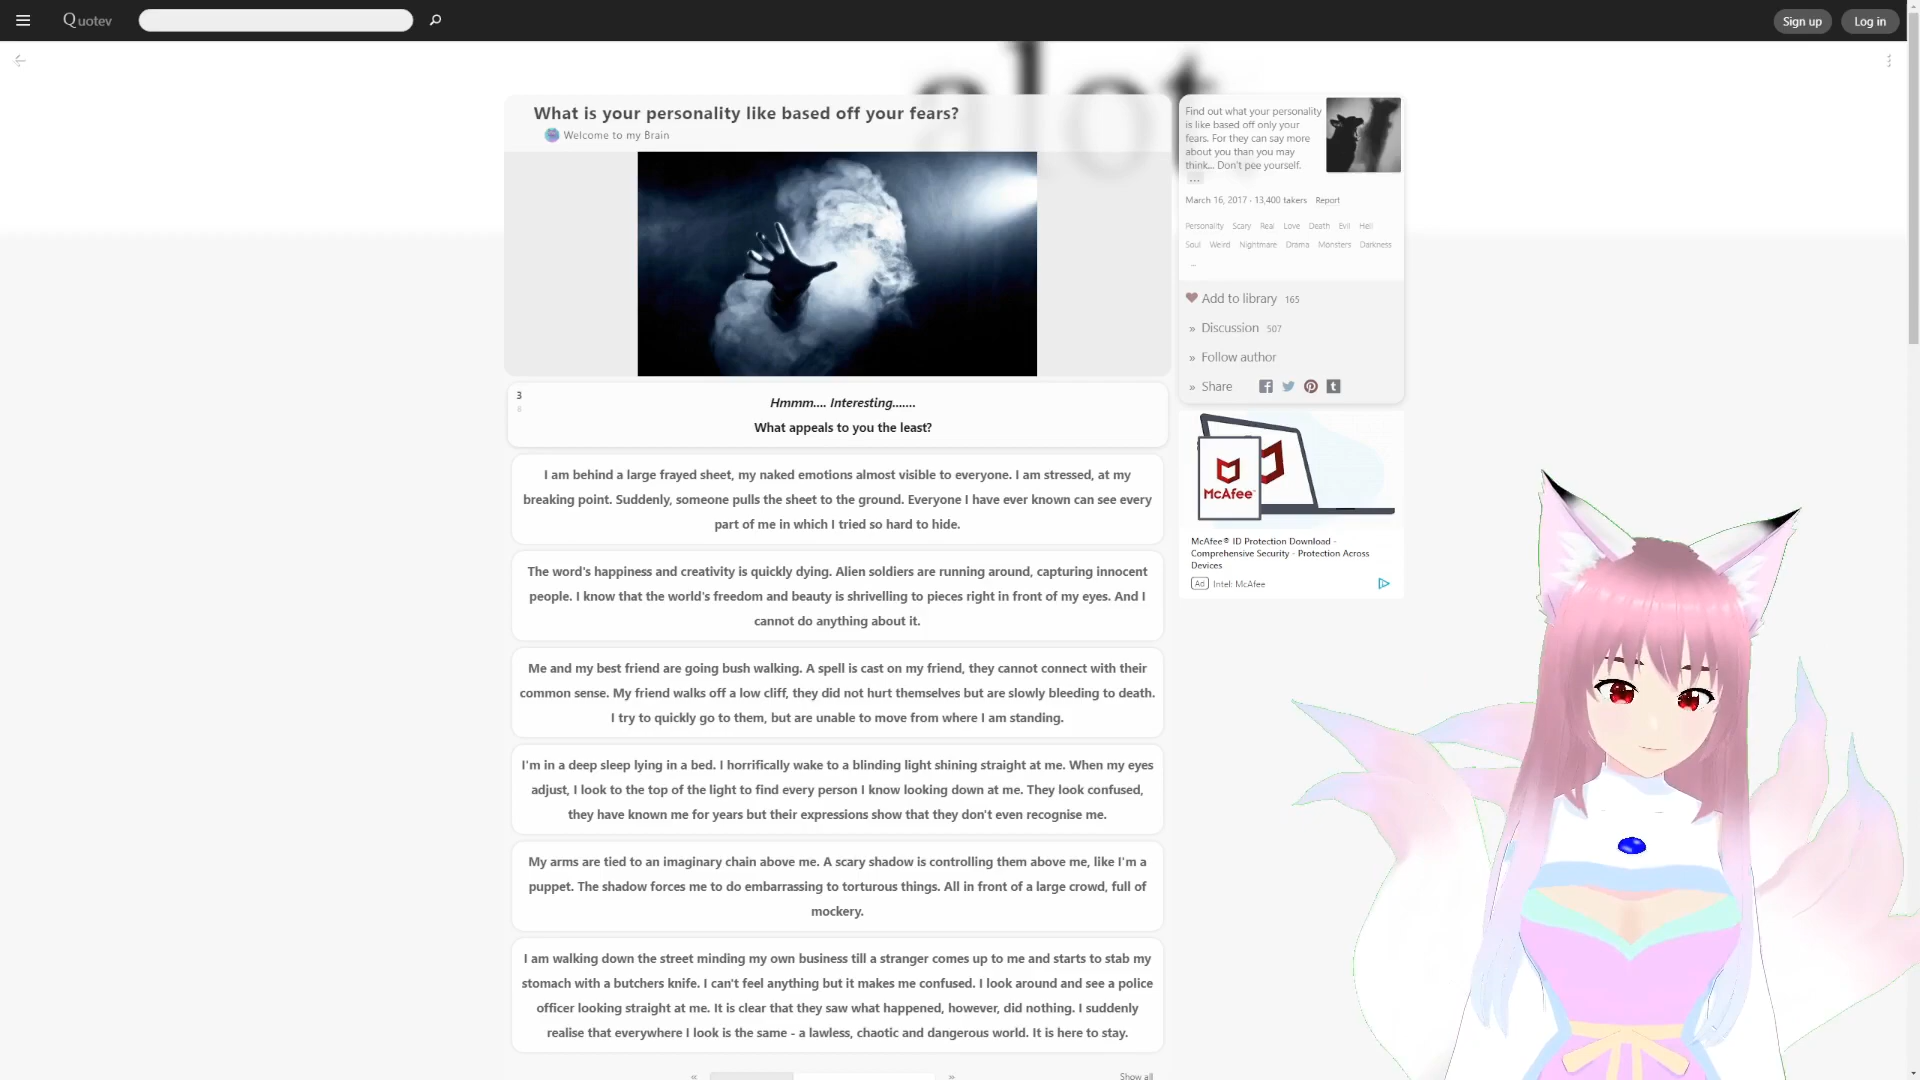 Quotev
Sign up
Log in
alot
What is your personality like based off your fears?
Welcome to my Brain
Find out what your personality
is like based off only your
fears. For they can say more
about you than you may
think... Don't pee yourself.
...
March 16, 2017 · 13,400 takers Report
Personality Scary Real Love Death Evil Hell
Soul Weird Nightmare Drama Monsters Darkness
...
Add to library 165
» Discussion 507
» Follow author
» Share
3
8
Hmmm.... Interesting.......
What appeals to you the least?
I am behind a large frayed sheet, my naked emotions almost visible to everyone. I am stressed, at my
breaking point. Suddenly, someone pulls the sheet to the ground. Everyone I have ever known can see every
part of me in which I tried so hard to hide.
The word's happiness and creativity is quickly dying. Alien soldiers are running around, capturing innocent
people. I know that the world's freedom and beauty is shrivelling to pieces right in front of my eyes. And I
cannot do anything about it.
Me and my best friend are going bush walking. A spell is cast on my friend, they cannot connect with their
common sense. My friend walks off a low cliff, they did not hurt themselves but are slowly bleeding to death.
I try to quickly go to them, but are unable to move from where I am standing.
I'm in a deep sleep lying in a bed. I horrifically wake to a blinding light shining straight at me. When my eyes
adjust, I look to the top of the light to find every person I know looking down at me. They look confused,
they have known me for years but their expressions show that they don't even recognise me.
My arms are tied to an imaginary chain above me. A scary shadow is controlling them above me, like I'm a
puppet. The shadow forces me to do embarrassing to torturous things. All in front of a large crowd, full of
mockery.
I am walking down the street minding my own business till a stranger comes up to me and starts to stab my
stomach with a butchers knife. I can't feel anything but it makes me confused. I look around and see a police
officer looking straight at me. It is clear that they saw what happened, however, did nothing. I suddenly
realise that everywhere I look is the same - a lawless, chaotic and dangerous world. It is here to stay.
« » Show all
McAfee™
McAfee® ID Protection Download -
Comprehensive Security - Protection Across
Devices
Ad Intel: McAfee